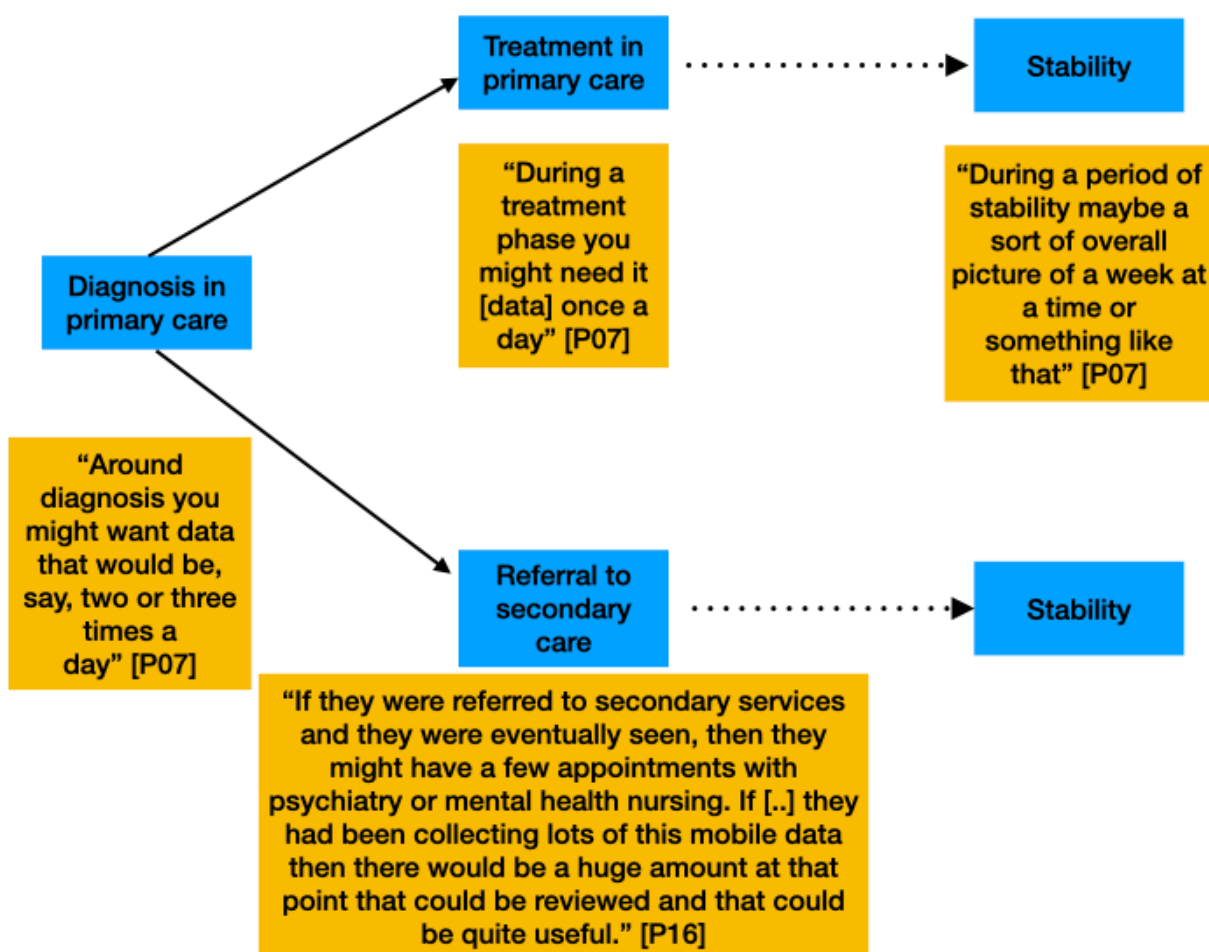 Treatment in
primary care
Stability
“During a
treatment
phase you
might need it
[data] once a
day” [P07]
“During a period of
stability maybe a
sort of overall
picture of a week at
a time or
something like
that” [P07]
Diagnosis in
primary care
“Around
diagnosis you
might want data
that would be,
say, two or three
times a
day” [P07]
Referral to
secondary
care
Stability
“If they were referred to secondary services
and they were eventually seen, then they
might have a few appointments with
psychiatry or mental health nursing. If [..] they
had been collecting lots of this mobile data
then there would be a huge amount at that
point that could be reviewed and that could
be quite useful.” [P16]